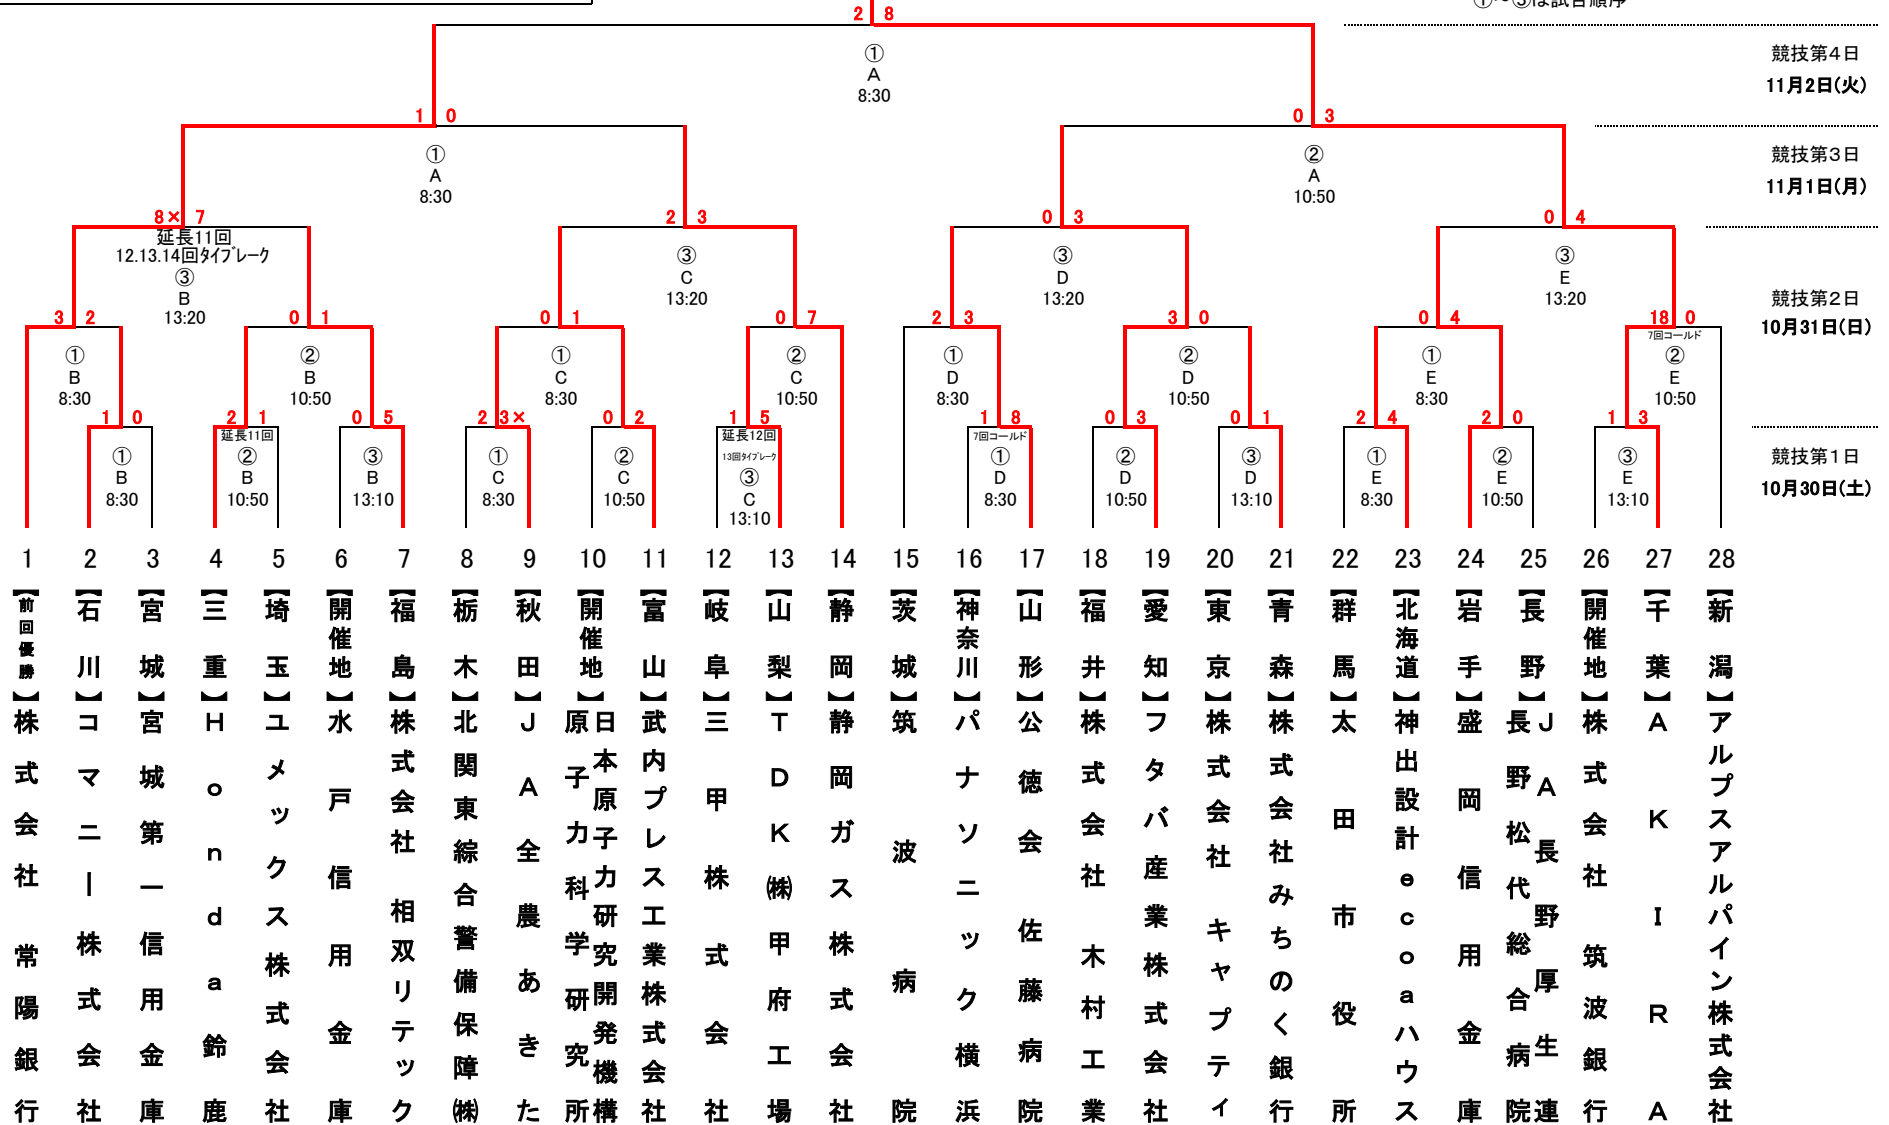 ①～③は試合順序
2 8
①
A
8:30
競技第4日
11月2日(火)
1 0
0 3
①
A
8:30
②
A
10:50
競技第3日
11月1日(月)
8× 7
延長11回
12.13.14回タイブレーク
③
B
13:20
2 3
③
C
13:20
0 3
③
D
13:20
0 4
③
E
13:20
競技第2日
10月31日(日)
3 2
①
B
8:30
0 1
②
B
10:50
0 1
①
C
8:30
0 7
②
C
10:50
2 3
①
D
8:30
3 0
②
D
10:50
0 4
①
E
8:30
18 0
7回コールド
②
E
10:50
競技第1日
10月30日(土)
1 0
①
B
8:30
2 1
延長11回
②
B
10:50
0 5
③
B
13:10
2 3×
①
C
8:30
0 2
②
C
10:50
1 5
延長12回
13回タイブレーク
③
C
13:10
1 8
7回コールド
①
D
8:30
0 3
②
D
10:50
0 1
③
D
13:10
2 4
①
E
8:30
2 0
②
E
10:50
1 3
③
E
13:10
1 【前回優勝】 株式会社 常陽銀行
2 【石川】 コマニー株式会社
3 【宮城】 宮城第一信用金庫
4 【三重】 Honda鈴鹿
5 【埼玉】 ユメックス株式会社
6 【開催地】 水戸信用金庫
7 【福島】 株式会社 相双リテック
8 【栃木】 北関東綜合警備保障㈱
9 【秋田】 JA全農あきた
10 【開催地】 日本原子力研究開発機構 原子力科学研究所
11 【富山】 武内プレス工業株式会社
12 【岐阜】 三甲株式会社
13 【山梨】 TDK㈱甲府工場
14 【静岡】 静岡ガス株式会社
15 【茨城】 筑波病院
16 【神奈川】 パナソニック横浜
17 【山形】 公徳会 佐藤病院
18 【福井】 株式会社 木村工業
19 【愛知】 フタバ産業株式会社
20 【東京】 株式会社 キャプティ
21 【青森】 株式会社みちのく銀行
22 【群馬】 太田市役所
23 【北海道】 神出設計ecoaハウス
24 【岩手】 盛岡信用金庫
25 【長野】 JA長野厚生連 長野松代総合病院
26 【開催地】 株式会社 筑波銀行
27 【千葉】 AKIRA
28 【新潟】 アルプスアルパイン株式会社